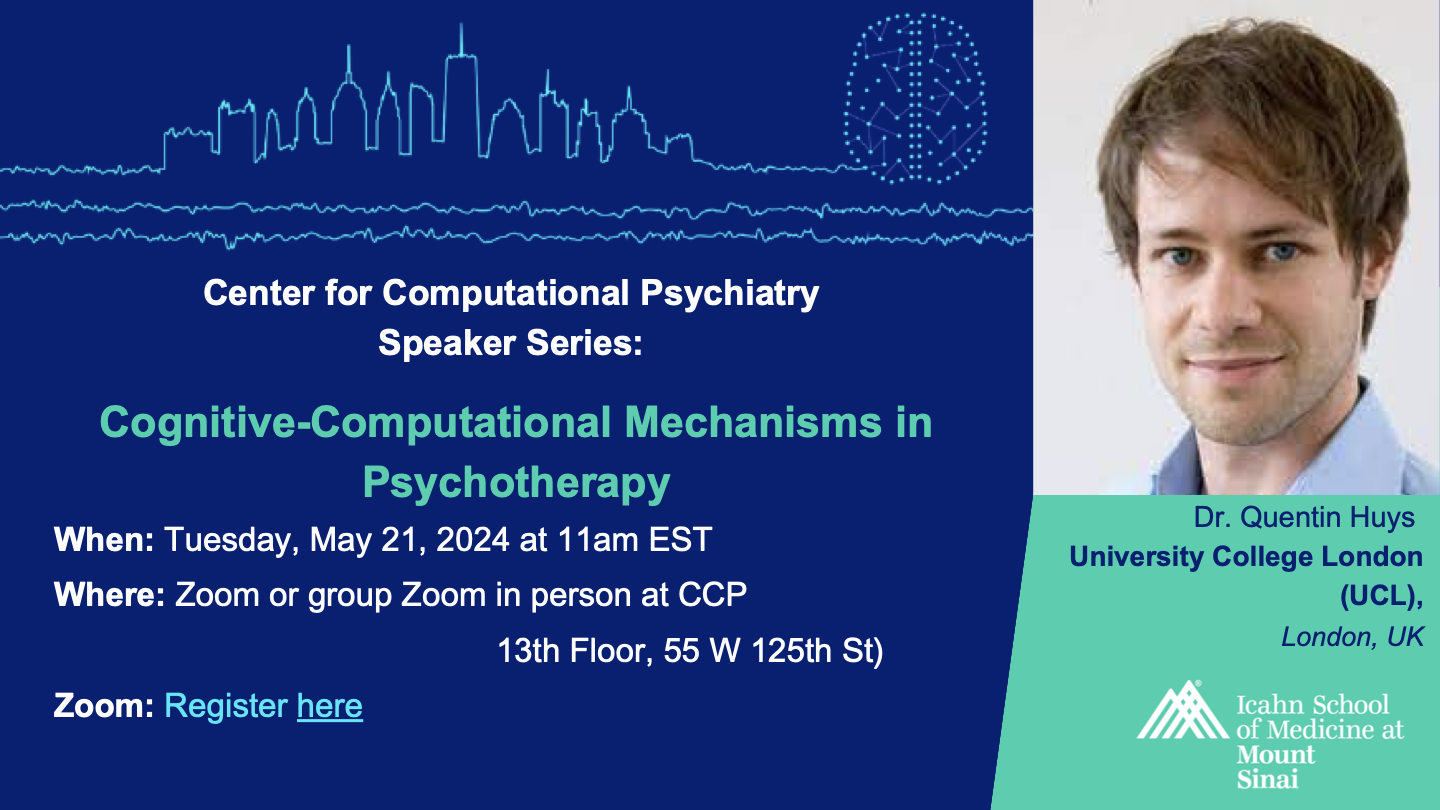 Center for Computational Psychiatry
Speaker Series:
Cognitive-Computational Mechanisms in
Psychotherapy
When: Tuesday, May 21, 2024 at 11am EST
Where: Zoom or group Zoom in person at CCP
13th Floor, 55 W 125th St)
Zoom: Register here
Dr. Quentin Huys
University College London
(UCL),
London, UK
Icahn School
of Medicine at
Mount
Sinai